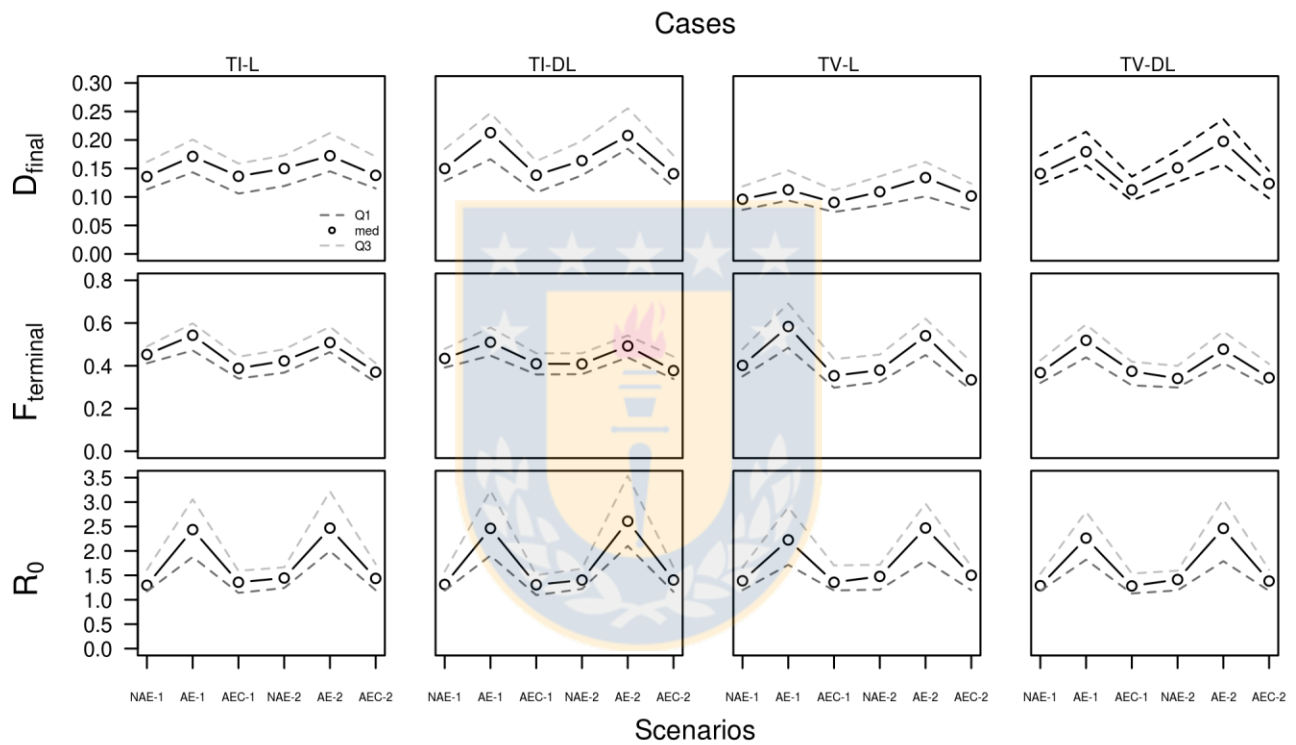 Cases
TI-L TI-DL TV-L TV-DL
D_final
0.30
0.25
0.20
0.15
0.10
0.05
0.00
Q1
med
Q3
F_terminal
0.8
0.6
0.4
0.2
0.0
R_0
3.5
3.0
2.5
2.0
1.5
1.0
0.5
0.0
NAE-1 AE-1 AEC-1 NAE-2 AE-2 AEC-2 NAE-1 AE-1 AEC-1 NAE-2 AE-2 AEC-2 NAE-1 AE-1 AEC-1 NAE-2 AE-2 AEC-2 NAE-1 AE-1 AEC-1 NAE-2 AE-2 AEC-2
Scenarios